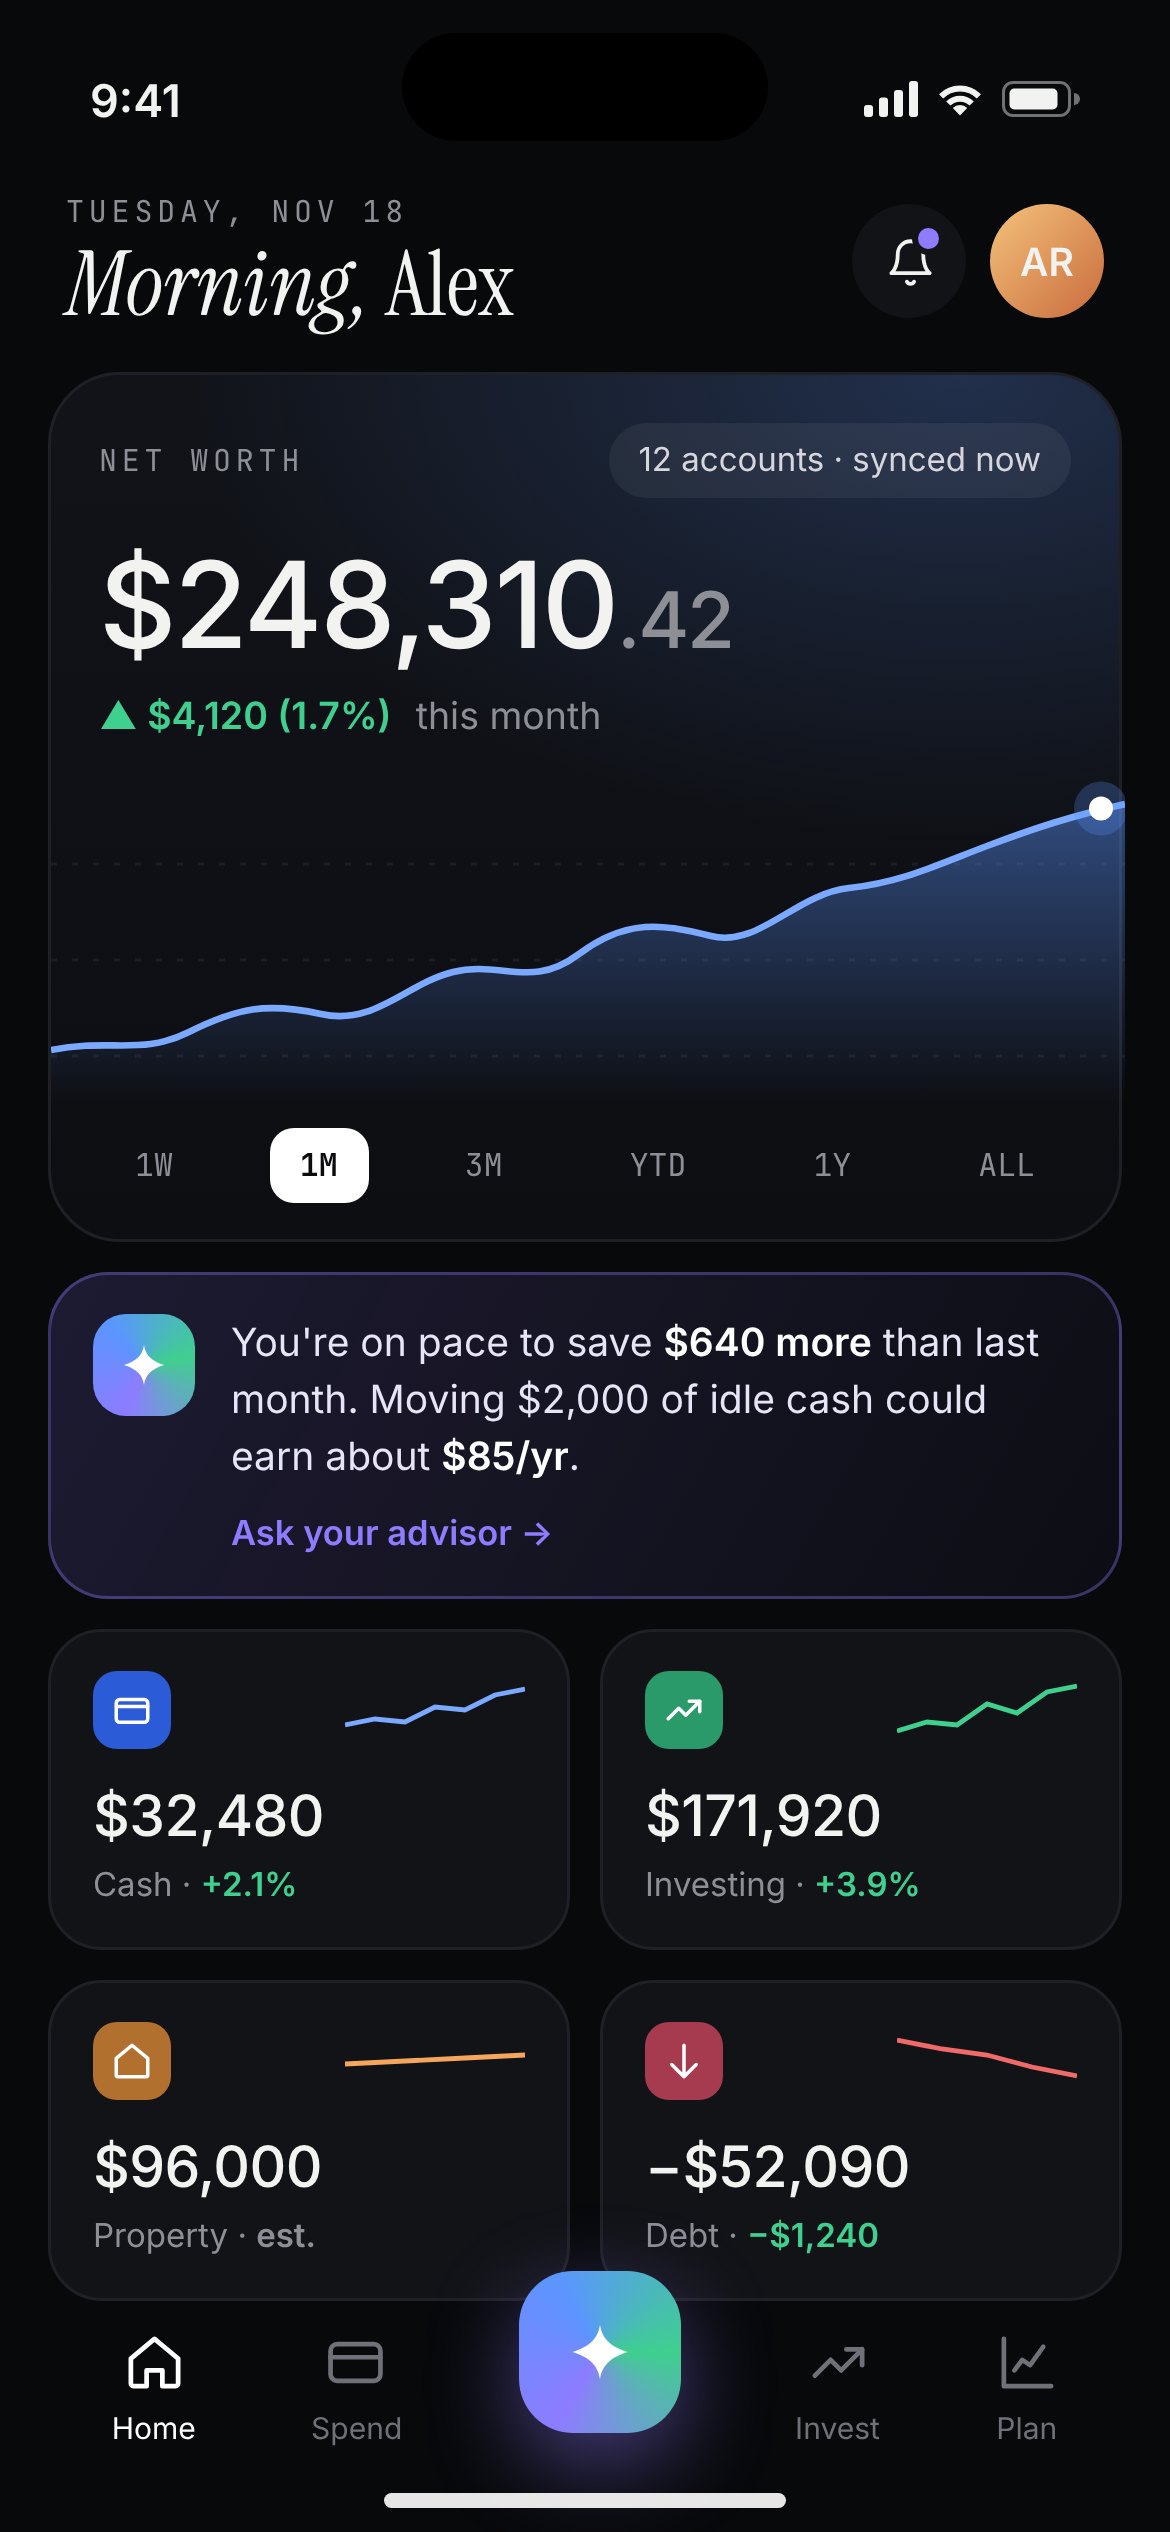 9:41
TUESDAY, NOV 18
Morning, Alex
AR
NET WORTH
12 accounts · synced now
$248,310.42
▲ $4,120 (1.7%) this month
1W 1M 3M YTD 1Y ALL
You're on pace to save $640 more than last
month. Moving $2,000 of idle cash could
earn about $85/yr.
Ask your advisor →
$32,480
Cash · +2.1%
$171,920
Investing · +3.9%
$96,000
Property · est.
−$52,090
Debt · −$1,240
Home Spend Invest Plan